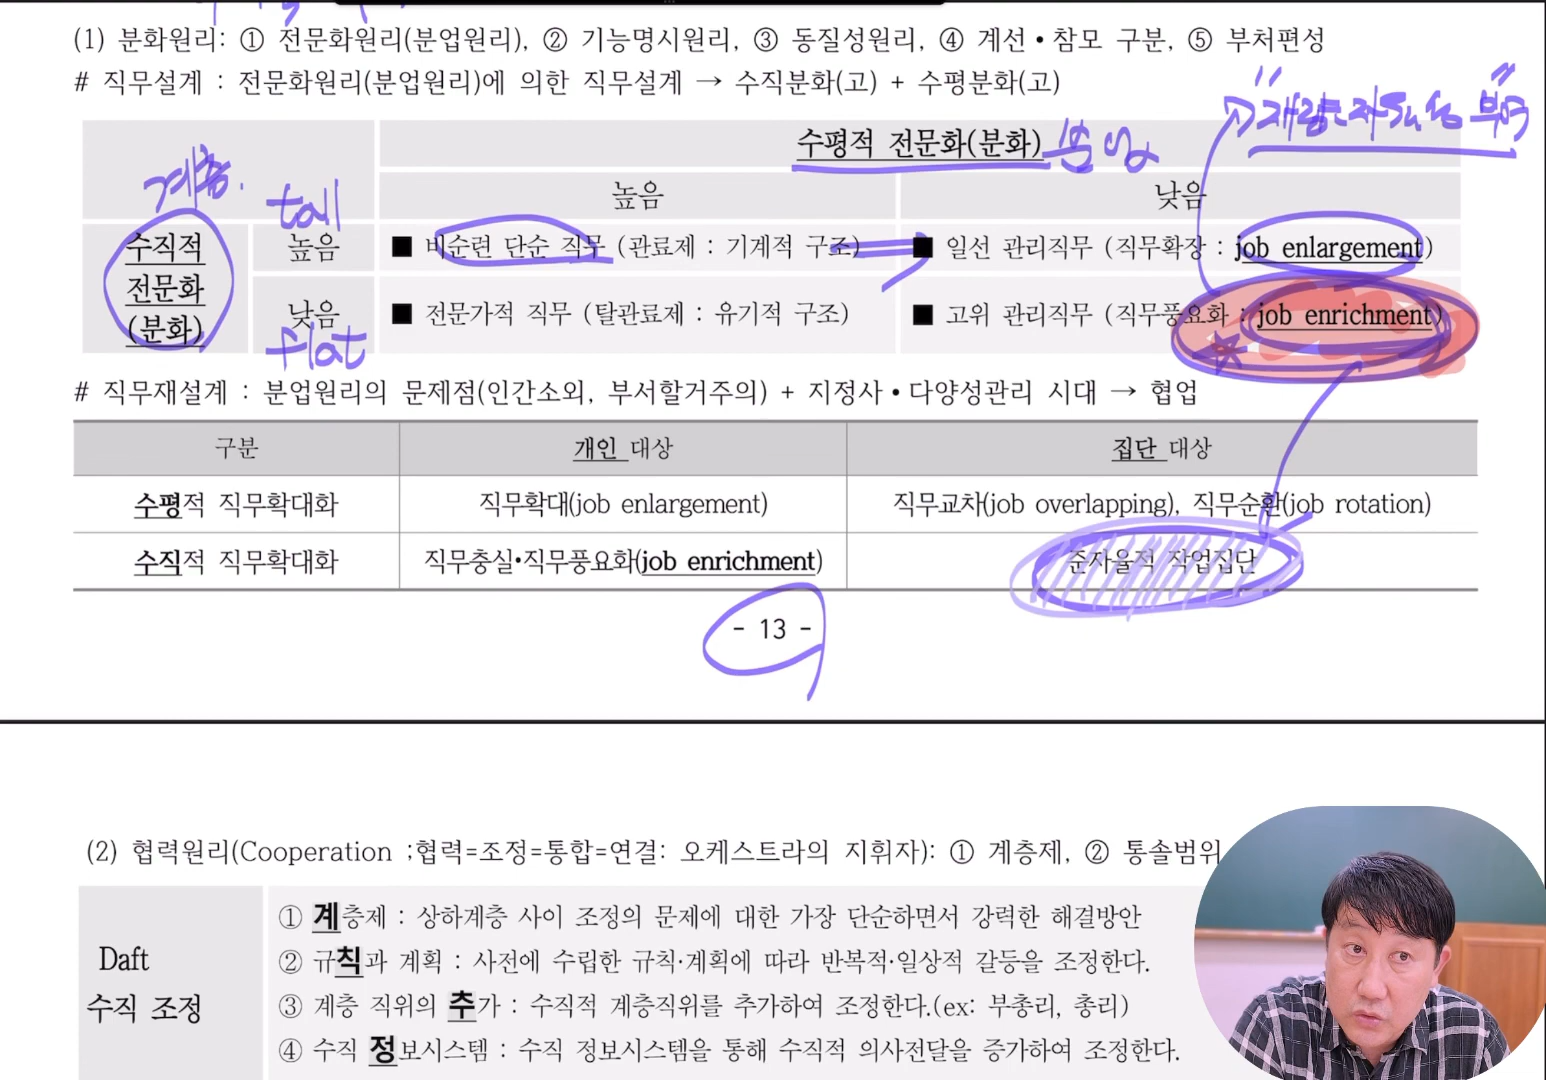 (1) 분화원리: ① 전문화원리(분업원리), ② 기능명시원리, ③ 동질성원리, ④ 계선•참모 구분, ⑤ 부처편성
# 직무설계 : 전문화원리(분업원리)에 의한 직무설계 → 수직분화(고) + 수평분화(고)
재량 자율성 부여
수평적 전문화(분화) 분업
계층
tall
높음 낮음
수직적 전문화 (분화)
높음 ■ 비숙련 단순 직무 (관료제 : 기계적 구조) ■ 일선 관리직무 (직무확장 : job enlargement)
낮음 ■ 전문가적 직무 (탈관료제 : 유기적 구조) ■ 고위 관리직무 (직무풍요화 : job enrichment)
flat
# 직무재설계 : 분업원리의 문제점(인간소외, 부서할거주의) + 지정사•다양성관리 시대 → 협업
구분 개인 대상 집단 대상
수평적 직무확대화 직무확대(job enlargement) 직무교차(job overlapping), 직무순환(job rotation)
수직적 직무확대화 직무충실•직무풍요화(job enrichment) 준자율적 작업집단
- 13 -
(2) 협력원리(Cooperation ;협력=조정=통합=연결: 오케스트라의 지휘자): ① 계층제, ② 통솔범위
Daft
수직 조정
① 계층제 : 상하계층 사이 조정의 문제에 대한 가장 단순하면서 강력한 해결방안
② 규칙과 계획 : 사전에 수립한 규칙·계획에 따라 반복적·일상적 갈등을 조정한다.
③ 계층 직위의 추가 : 수직적 계층직위를 추가하여 조정한다.(ex: 부총리, 총리)
④ 수직 정보시스템 : 수직 정보시스템을 통해 수직적 의사전달을 증가하여 조정한다.